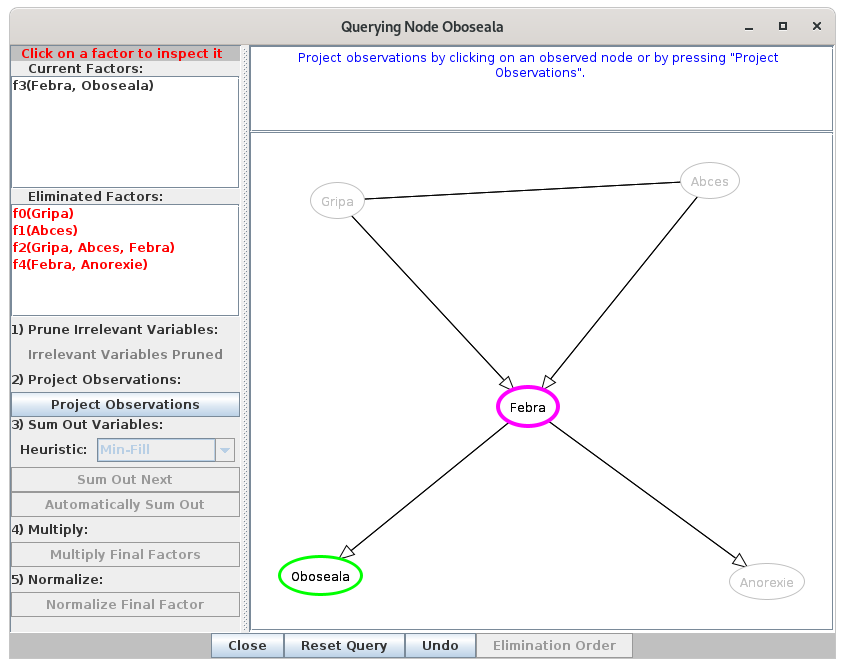 Querying Node Oboseala
Click on a factor to inspect it
Current Factors:
f3(Febra, Oboseala)
Eliminated Factors:
f0(Gripa)
f1(Abces)
f2(Gripa, Abces, Febra)
f4(Febra, Anorexie)
1) Prune Irrelevant Variables:
Irrelevant Variables Pruned
2) Project Observations:
Project Observations
3) Sum Out Variables:
Heuristic: Min-Fill
Sum Out Next
Automatically Sum Out
4) Multiply:
Multiply Final Factors
5) Normalize:
Normalize Final Factor
Project observations by clicking on an observed node or by pressing "Project
Observations".
Gripa
Abces
Febra
Oboseala
Anorexie
Close
Reset Query
Undo
Elimination Order